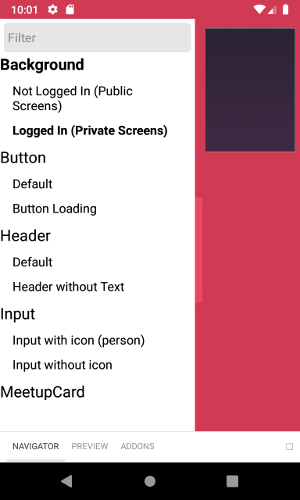 10:01
Filter
Background
Not Logged In (Public
Screens)
Logged In (Private Screens)
Button
Default
Button Loading
Header
Default
Header without Text
Input
Input with icon (person)
Input without icon
MeetupCard
NAVIGATOR PREVIEW ADDONS